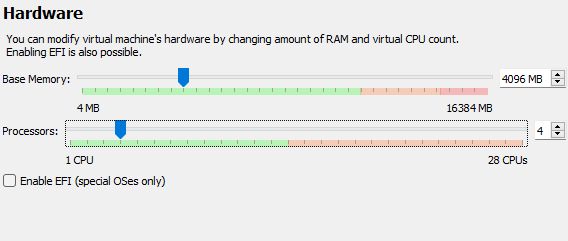 Hardware
You can modify virtual machine's hardware by changing amount of RAM and virtual CPU count.
Enabling EFI is also possible.
Base Memory: 4096 MB
4 MB 16384 MB
Processors: 4
1 CPU 28 CPUs
Enable EFI (special OSes only)